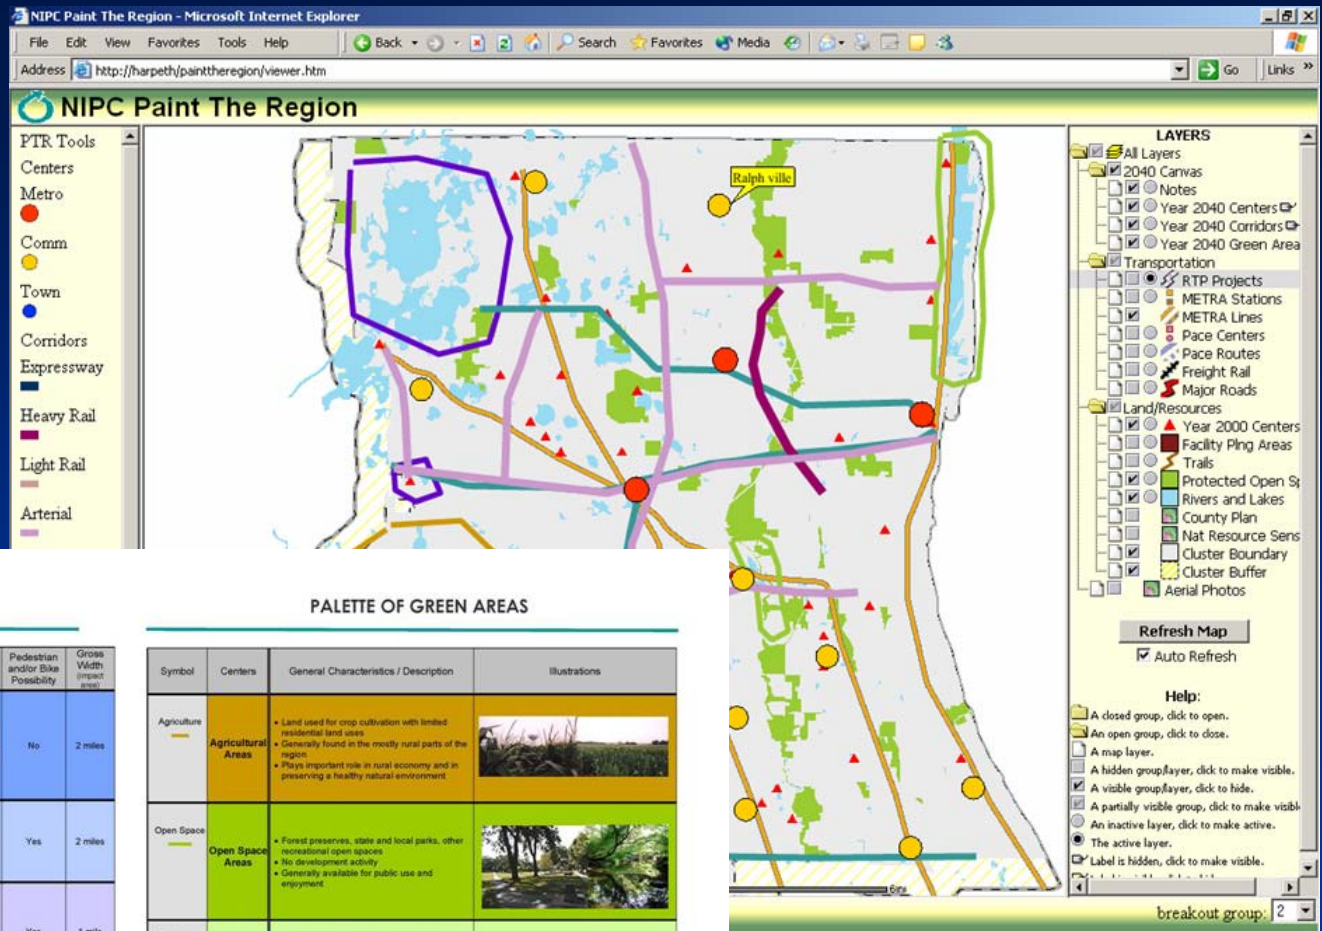 NIPC Paint The Region - Microsoft Internet Explorer
File Edit View Favorites Tools Help
Back Search Favorites Media
Address http://harpeth/painttheregion/viewer.htm Go Links »
NIPC Paint The Region
PTR Tools
Centers
Metro
Comm
Town
Corridors
Expressway
Heavy Rail
Light Rail
Arterial
Ralph ville
6mi
LAYERS
All Layers
2040 Canvas
Notes
Year 2040 Centers
Year 2040 Corridors
Year 2040 Green Area
Transportation
RTP Projects
METRA Stations
METRA Lines
Pace Centers
Pace Routes
Freight Rail
Major Roads
Land/Resources
Year 2000 Centers
Facility Plng Areas
Trails
Protected Open Sp
Rivers and Lakes
County Plan
Nat Resource Sens
Cluster Boundary
Cluster Buffer
Aerial Photos
Refresh Map
Auto Refresh
Help:
A closed group, click to open.
An open group, click to close.
A map layer.
A hidden group/layer, click to make visible.
A visible group/layer, click to hide.
A partially visible group, click to make visibl
An inactive layer, click to make active.
The active layer.
Label is hidden, click to make visible.
breakout group: 2
Pedestrian
and/or Bike
Possibility
Gross
Width
(impact
area)
No 2 miles
Yes 2 miles
PALETTE OF GREEN AREAS
Symbol Centers General Characteristics / Description Illustrations
Agriculture
Agricultural
Areas
• Land used for crop cultivation with limited
residential land uses
• Generally found in the mostly rural parts of the
region
• Plays important role in rural economy and in
preserving a healthy natural environment
Open Space
Open Space
Areas
• Forest preserves, state and local parks, other
recreational open spaces
• No development activity
• Generally available for public use and
enjoyment